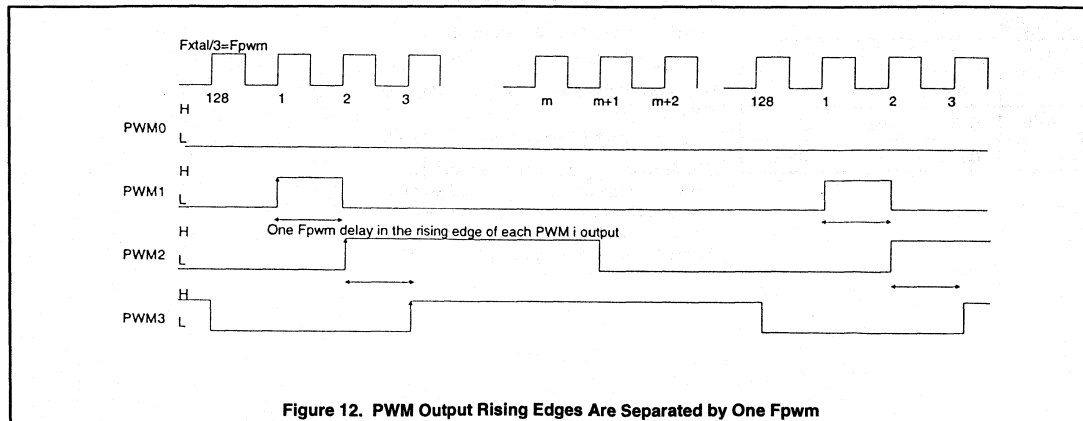 Fxtal/3=Fpwm
128 1 2 3 m m+1 m+2 128 1 2 3
H
PWM0
L
H
PWM1
L
One Fpwm delay in the rising edge of each PWM i output
H
PWM2
L
H
PWM3
L
Figure 12. PWM Output Rising Edges Are Separated by One Fpwm